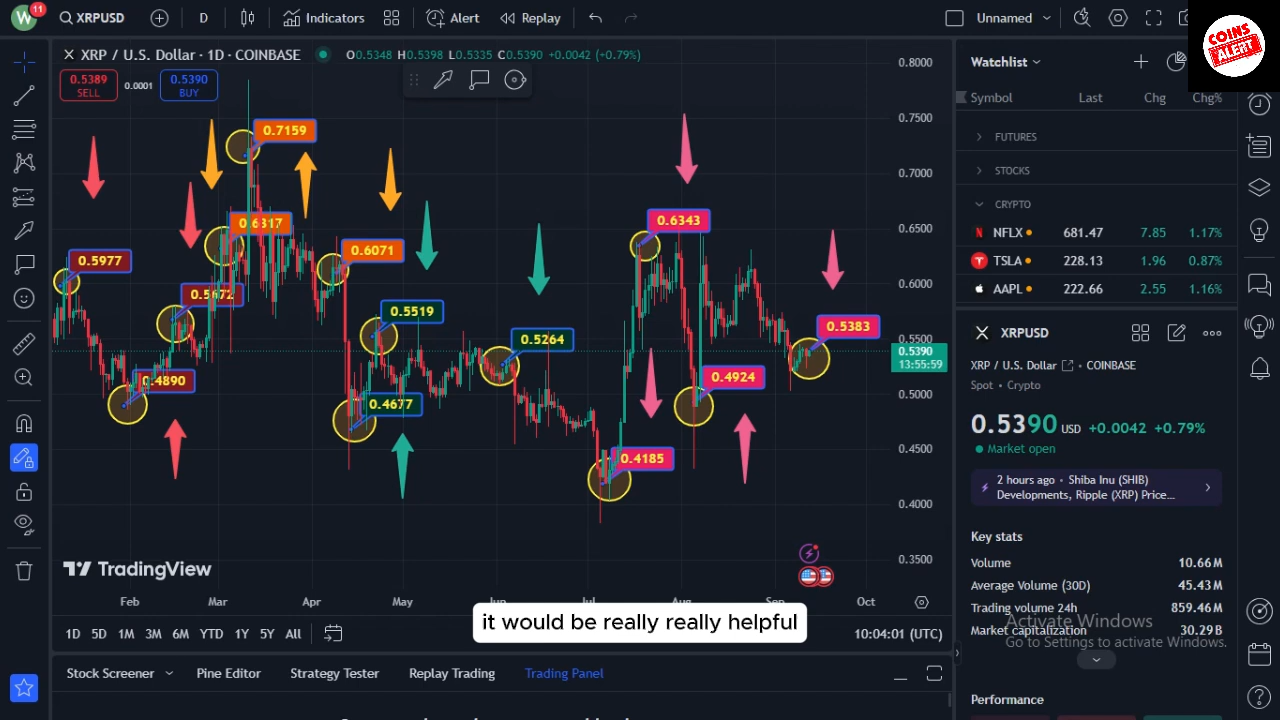 W
11
XRPUSD
D
Indicators
Alert
Replay
Unnamed
COINS
ALERT
XRP / U.S. Dollar · 1D · COINBASE
O0.5348 H0.5398 L0.5335 C0.5390 +0.0042 (+0.79%)
0.5389
SELL
0.0001
0.5390
BUY
0.7159
0.6317
0.5977
0.5672
0.4890
0.6071
0.5519
0.4677
0.5264
0.6343
0.4185
0.4924
0.5383
0.8000
0.7500
0.7000
0.6500
0.6000
0.5500
0.5390
13:55:59
0.5000
0.4500
0.4000
0.3500
TradingView
Feb Mar Apr May Jun Jul Aug Sep Oct
it would be really really helpful
1D 5D 1M 3M 6M YTD 1Y 5Y All
10:04:01 (UTC)
Stock Screener
Pine Editor
Strategy Tester
Replay Trading
Trading Panel
Watchlist
Symbol Last Chg Chg%
FUTURES
STOCKS
CRYPTO
NFLX 681.47 7.85 1.17%
TSLA 228.13 1.96 0.87%
AAPL 222.66 2.55 1.16%
XRPUSD
XRP / U.S. Dollar · COINBASE
Spot · Crypto
0.5390 USD +0.0042 +0.79%
Market open
2 hours ago · Shiba Inu (SHIB)
Developments, Ripple (XRP) Price...
Key stats
Volume 10.66M
Average Volume (30D) 45.43M
Trading volume 24h 859.46M
Market capitalization 30.29B
Activate Windows
Go to Settings to activate Windows.
Performance